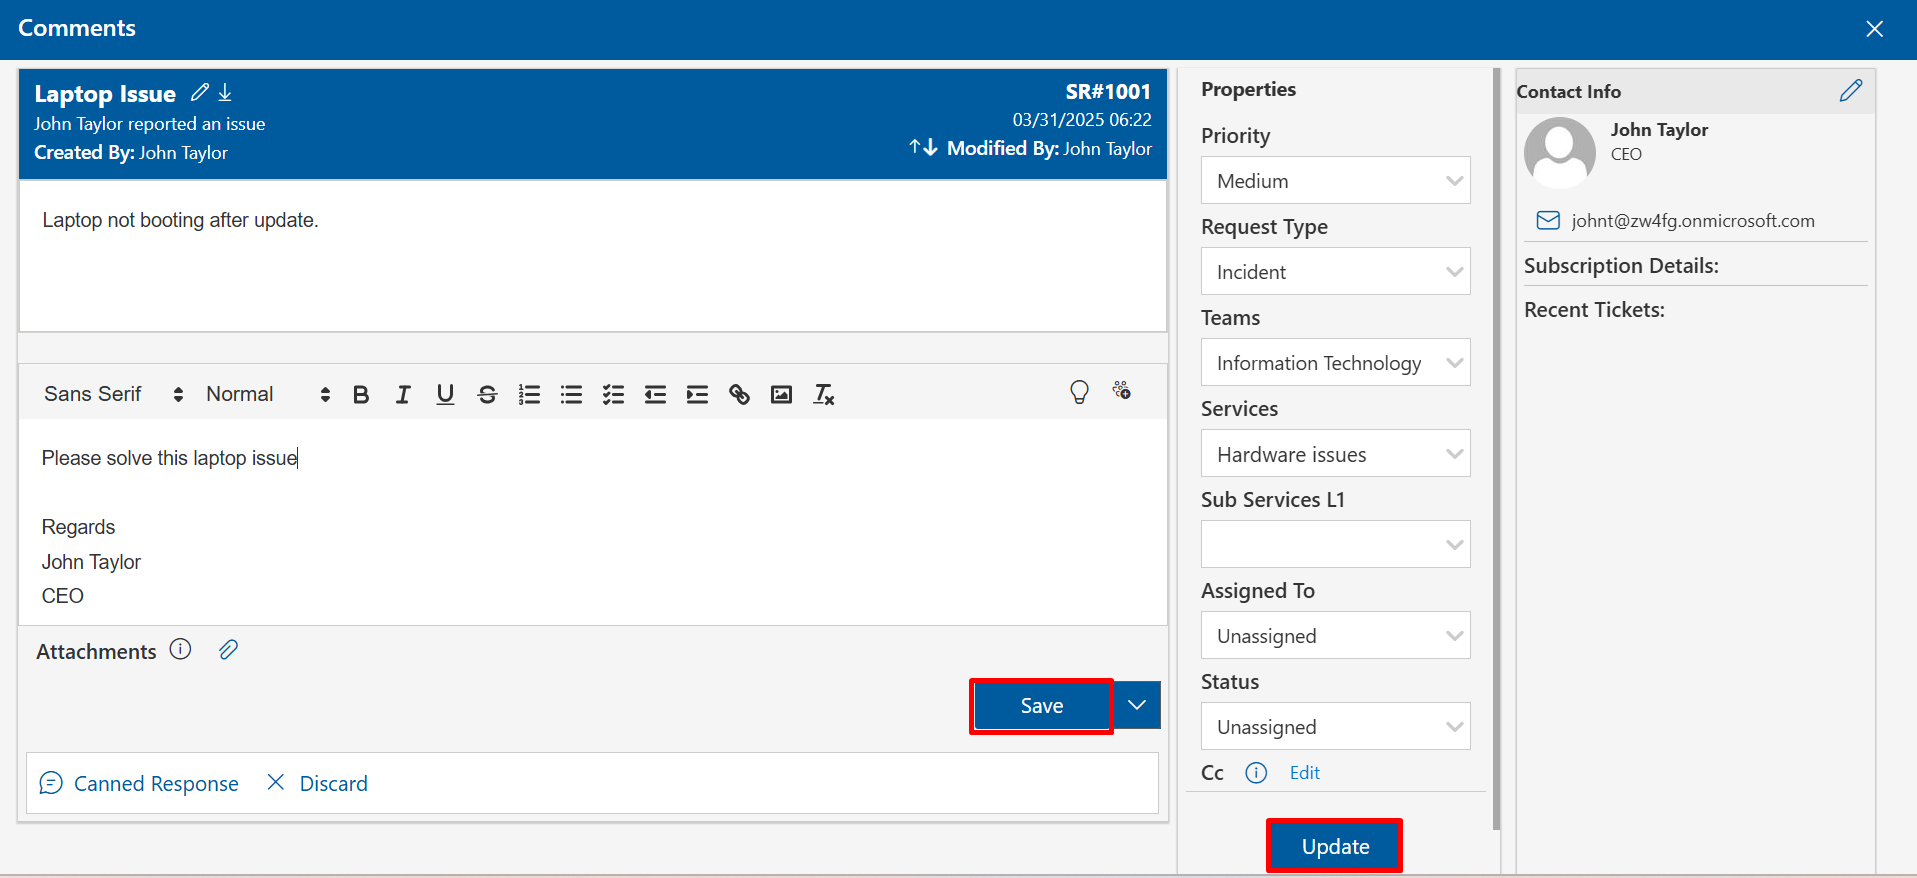 Comments
Laptop Issue
SR#1001
John Taylor reported an issue
03/31/2025 06:22
Created By: John Taylor
Modified By: John Taylor
Laptop not booting after update.
Sans Serif Normal
Please solve this laptop issue
Regards
John Taylor
CEO
Attachments
Save
Canned Response
Discard
Properties
Priority
Medium
Request Type
Incident
Teams
Information Technology
Services
Hardware issues
Sub Services L1
Assigned To
Unassigned
Status
Unassigned
Cc Edit
Update
Contact Info
John Taylor
CEO
johnt@zw4fg.onmicrosoft.com
Subscription Details:
Recent Tickets: